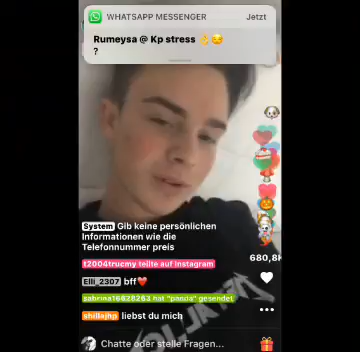 WHATSAPP MESSENGER Jetzt
Rumeysa @ Kp stress
?
680,8K
System Gib keine persönlichen
Informationen wie die
Telefonnummer preis
t2004trucmy teilte auf Instagram
Elli_2307 bff
sabrina16628263 hat "panda" gesendet
shillajhp liebst du mich
Chatte oder stelle Fragen...